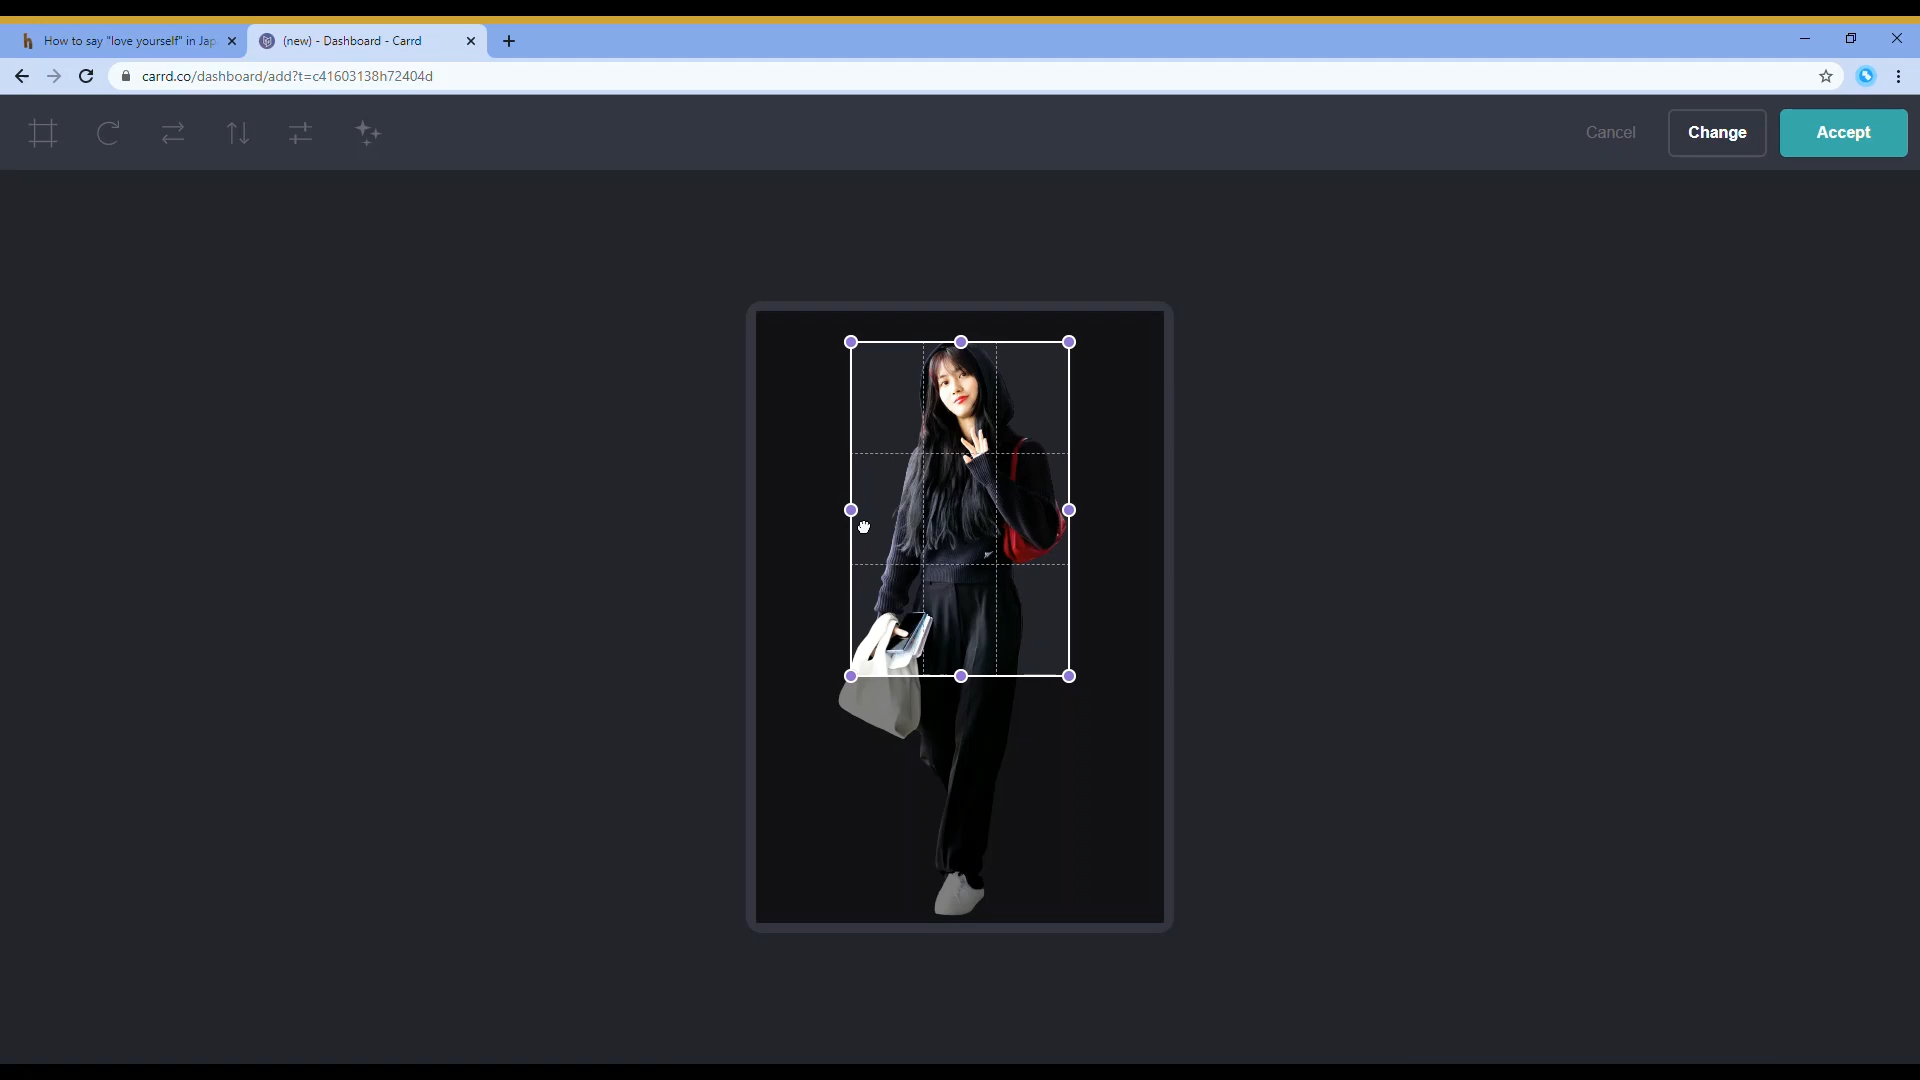 How to say "love yourself" in Jap
(new) - Dashboard - Carrd
carrd.co/dashboard/add?t=c41603138h72404d
Cancel
Change
Accept